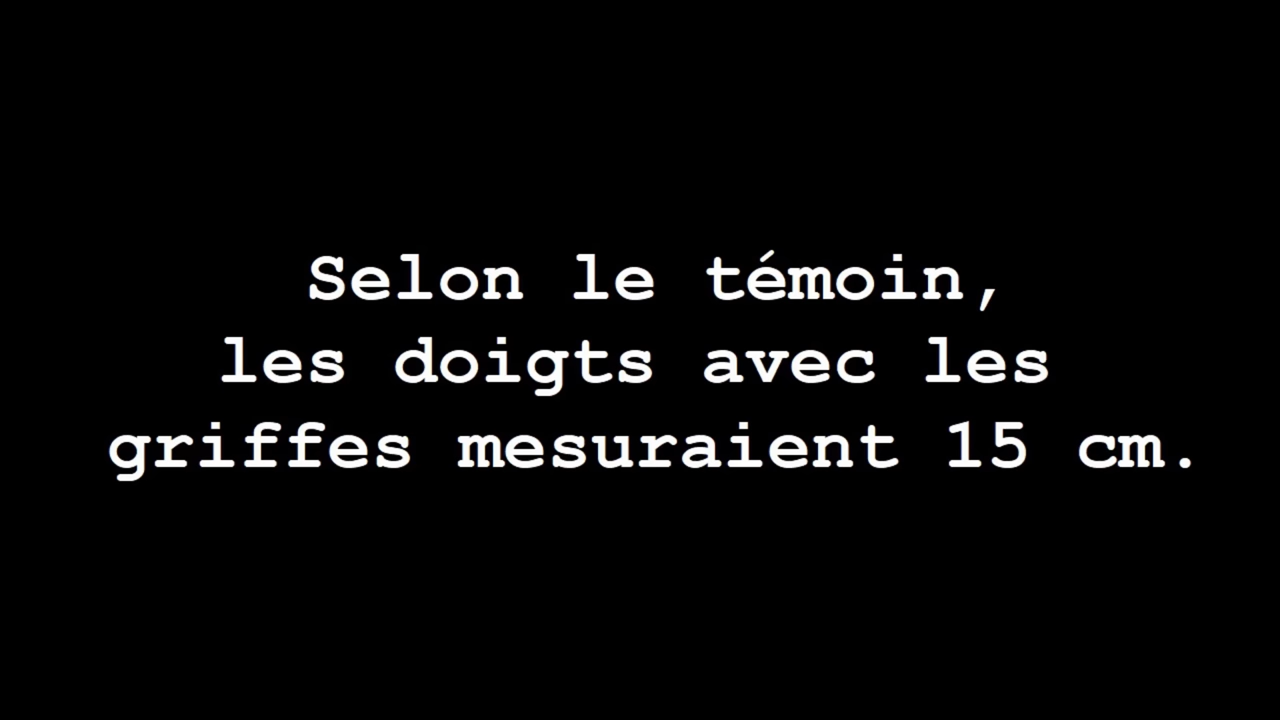 Selon le témoin,
les doigts avec les
griffes mesuraient 15 cm.